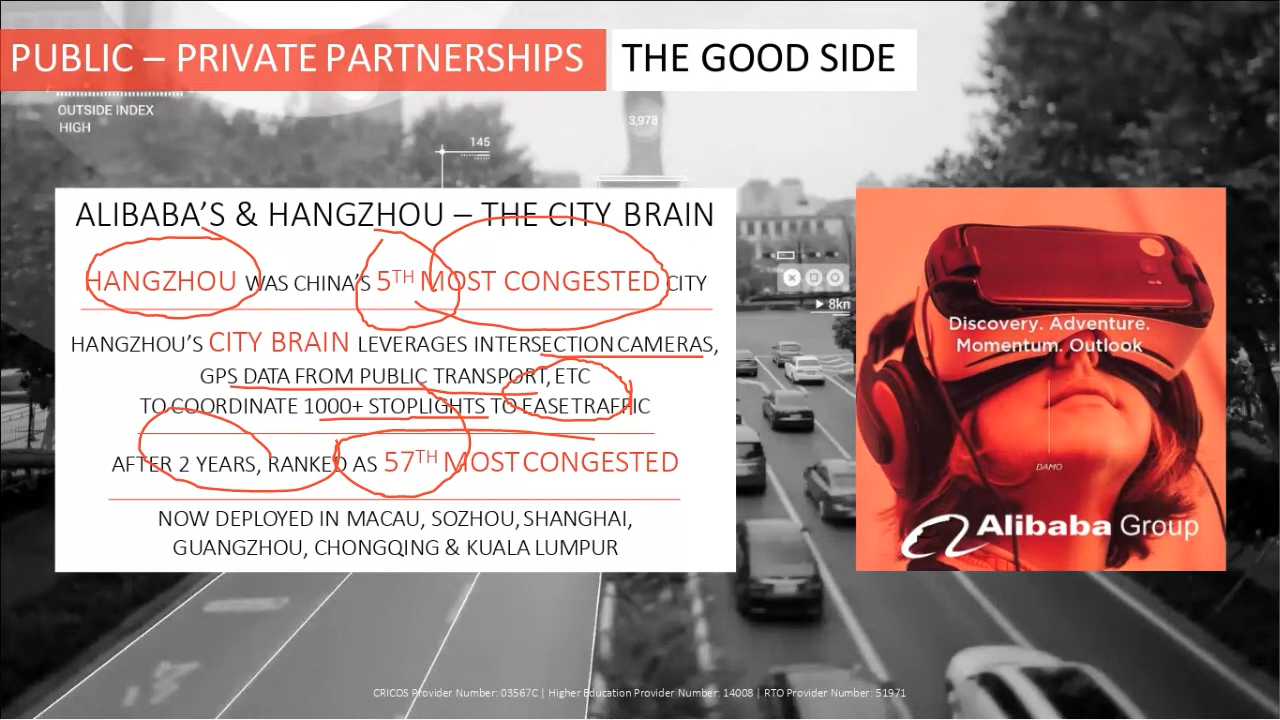 PUBLIC – PRIVATE PARTNERSHIPS THE GOOD SIDE
OUTSIDE INDEX
HIGH
145
3,978
ALIBABA'S & HANGZHOU – THE CITY BRAIN
HANGZHOU WAS CHINA'S 5TH MOST CONGESTED CITY
HANGZHOU'S CITY BRAIN LEVERAGES INTERSECTION CAMERAS,
GPS DATA FROM PUBLIC TRANSPORT, ETC
TO COORDINATE 1000+ STOPLIGHTS TO EASE TRAFFIC
AFTER 2 YEARS, RANKED AS 57TH MOST CONGESTED
NOW DEPLOYED IN MACAU, SOZHOU, SHANGHAI,
GUANGZHOU, CHONGQING & KUALA LUMPUR
8kn
Discovery. Adventure.
Momentum. Outlook
DAMO
Alibaba Group
CRICOS Provider Number: 03567C | Higher Education Provider Number: 14008 | RTO Provider Number: 51971